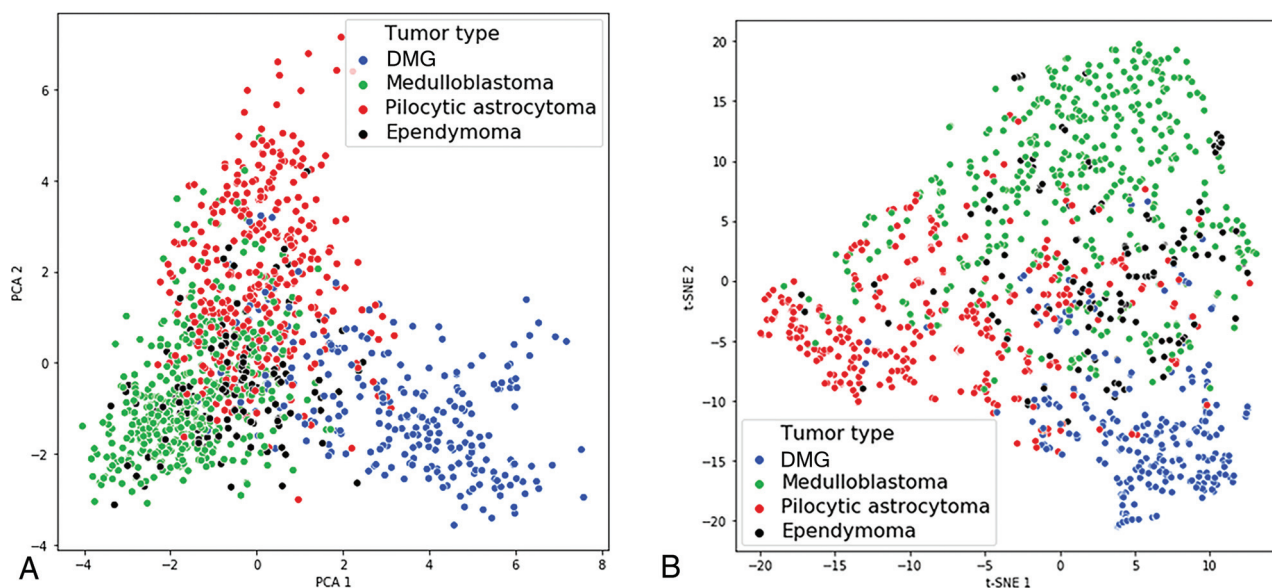 Tumor type
DMG
Medulloblastoma
Pilocytic astrocytoma
Ependymoma
6
4
2
0
−2
−4
PCA 2
−4
−2
0
2
4
6
8
PCA 1
A
20
15
10
5
0
−5
−10
−15
−20
t-SNE 2
Tumor type
DMG
Medulloblastoma
Pilocytic astrocytoma
Ependymoma
−20
−15
−10
−5
0
5
10
t-SNE 1
B